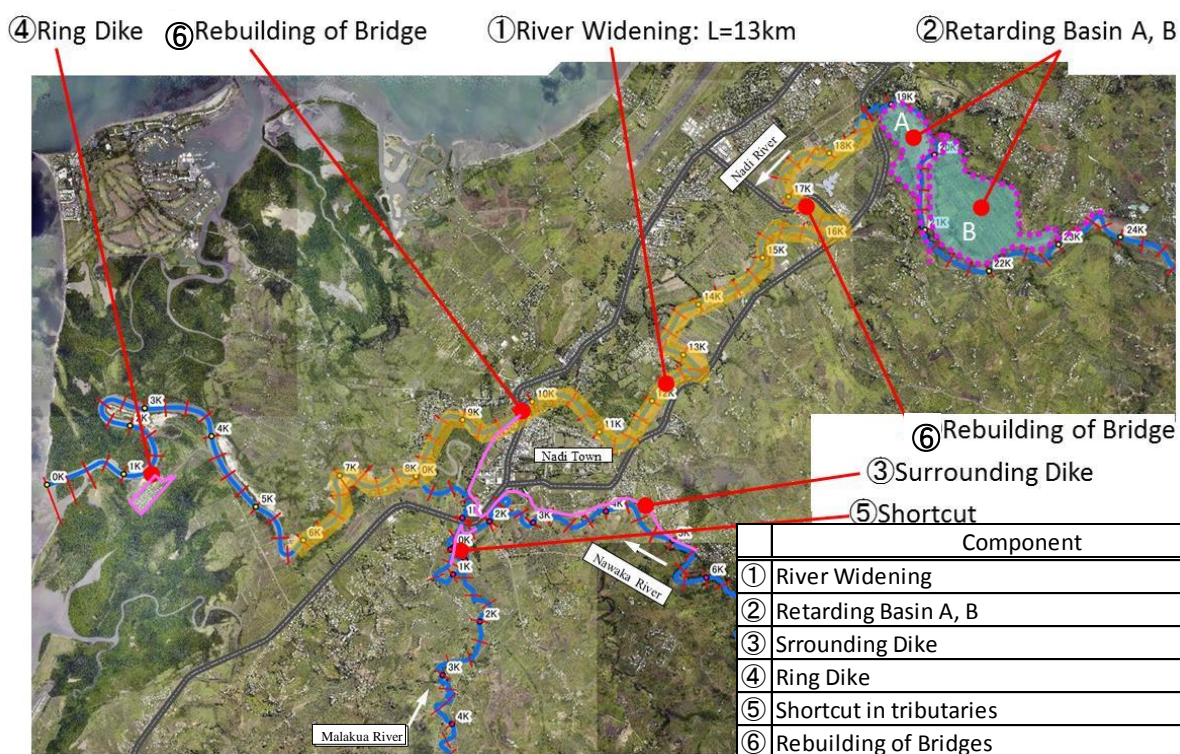 ④Ring Dike
⑥Rebuilding of Bridge
①River Widening: L=13km
②Retarding Basin A, B
19K
A
18K
Nadi River
20K
17K
B
16K
24K
23K
22K
15K
14K
13K
12K
3K
10K
11K
4K
Nadi Town
⑥Rebuilding of Bridge
7K
8K
0K
0K
1K
③Surrounding Dike
5K
2K
3K
4K
⑤Shortcut
6K
0K
1K
Nawaka River
6K
2K
3K
Malakua River
4K
Component
① River Widening
② Retarding Basin A, B
③ Srrounding Dike
④ Ring Dike
⑤ Shortcut in tributaries
⑥ Rebuilding of Bridges